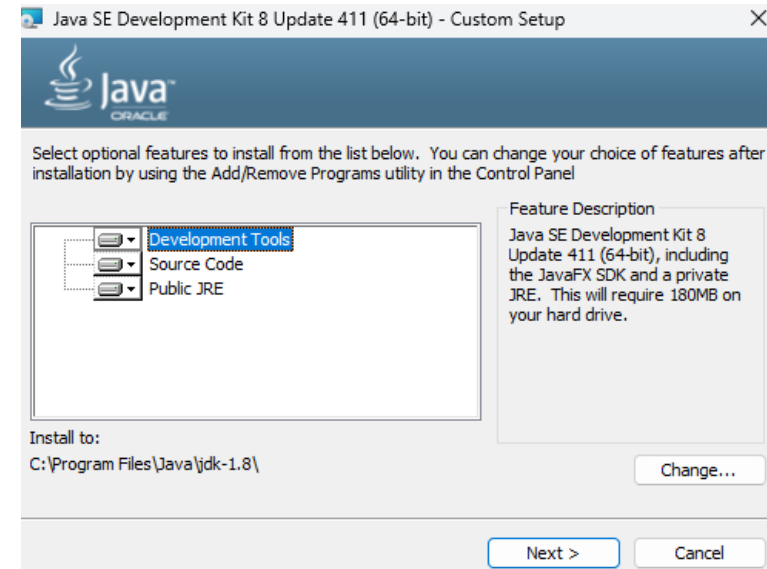 Java SE Development Kit 8 Update 411 (64-bit) - Custom Setup
Java™
ORACLE
Select optional features to install from the list below. You can change your choice of features after
installation by using the Add/Remove Programs utility in the Control Panel
Development Tools
Source Code
Public JRE
Feature Description
Java SE Development Kit 8
Update 411 (64-bit), including
the JavaFX SDK and a private
JRE. This will require 180MB on
your hard drive.
Install to:
C:\Program Files\Java\jdk-1.8\
Change...
Next >
Cancel